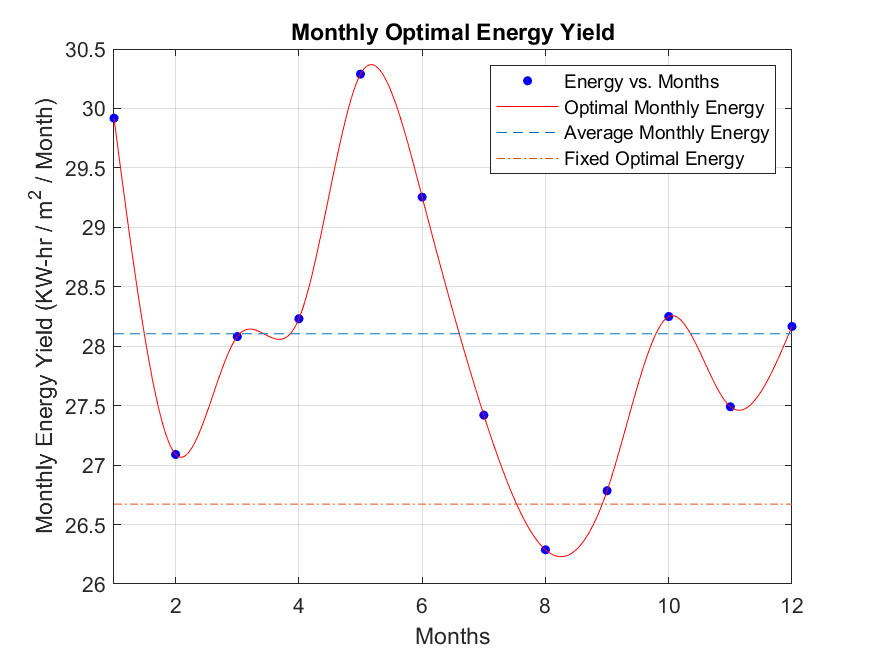 Monthly Optimal Energy Yield
30.5
30
29.5
29
28.5
28
27.5
27
26.5
26
Monthly Energy Yield (KW-hr / m² / Month)
Energy vs. Months
Optimal Monthly Energy
Average Monthly Energy
Fixed Optimal Energy
2 4 6 8 10 12
Months